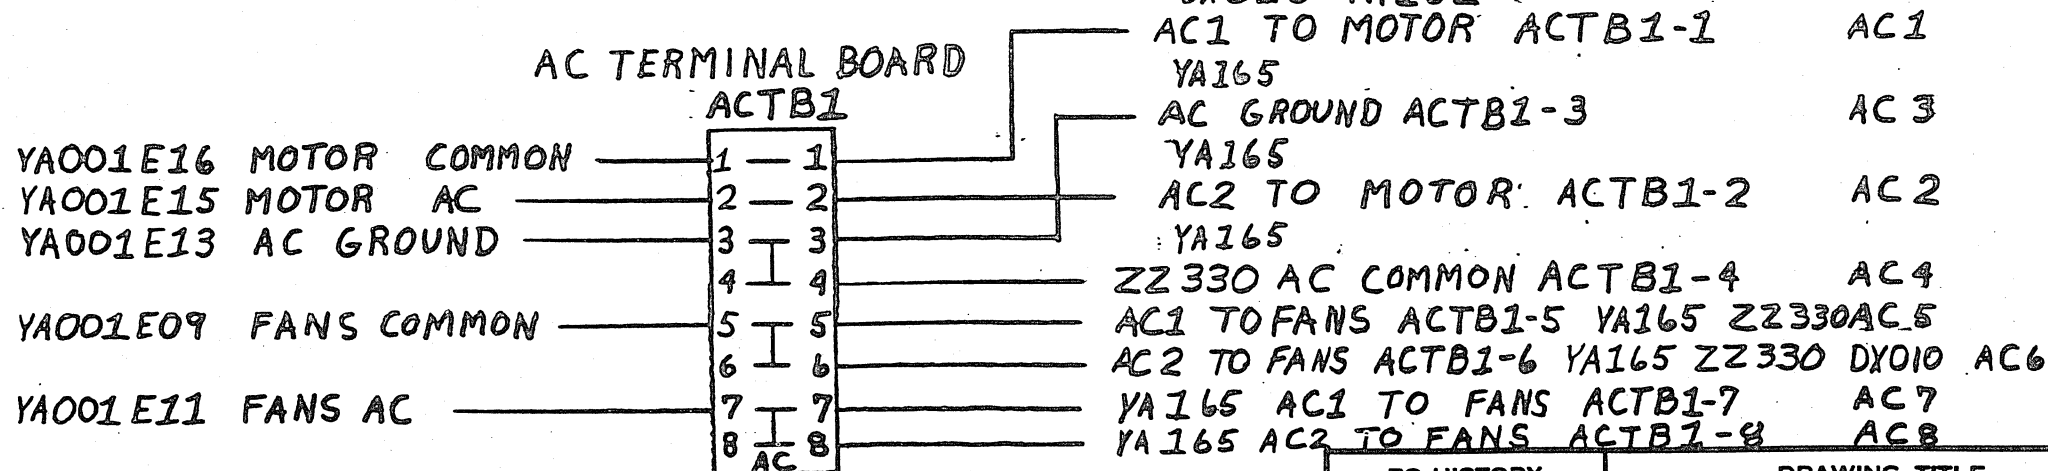 AC1 TO MOTOR ACTB1-1 AC1
AC TERMINAL BOARD
YA165
ACTB1
AC GROUND ACTB1-3 AC3
YA001E16 MOTOR COMMON 1 — 1
YA165
YA001E15 MOTOR AC 2 — 2
AC2 TO MOTOR ACTB1-2 AC2
YA001E13 AC GROUND 3 3
YA165
4 4 ZZ330 AC COMMON ACTB1-4 AC4
YA001E09 FANS COMMON 5 5 AC1 TO FANS ACTB1-5 YA165 ZZ330 AC5
6 6 AC2 TO FANS ACTB1-6 YA165 ZZ330 DX010 AC6
YA001E11 FANS AC 7 7 YA165 AC1 TO FANS ACTB1-7 AC7
8 8 YA165 AC2 TO FANS ACTB1-8 AC8
AC
DRAWING TITLE